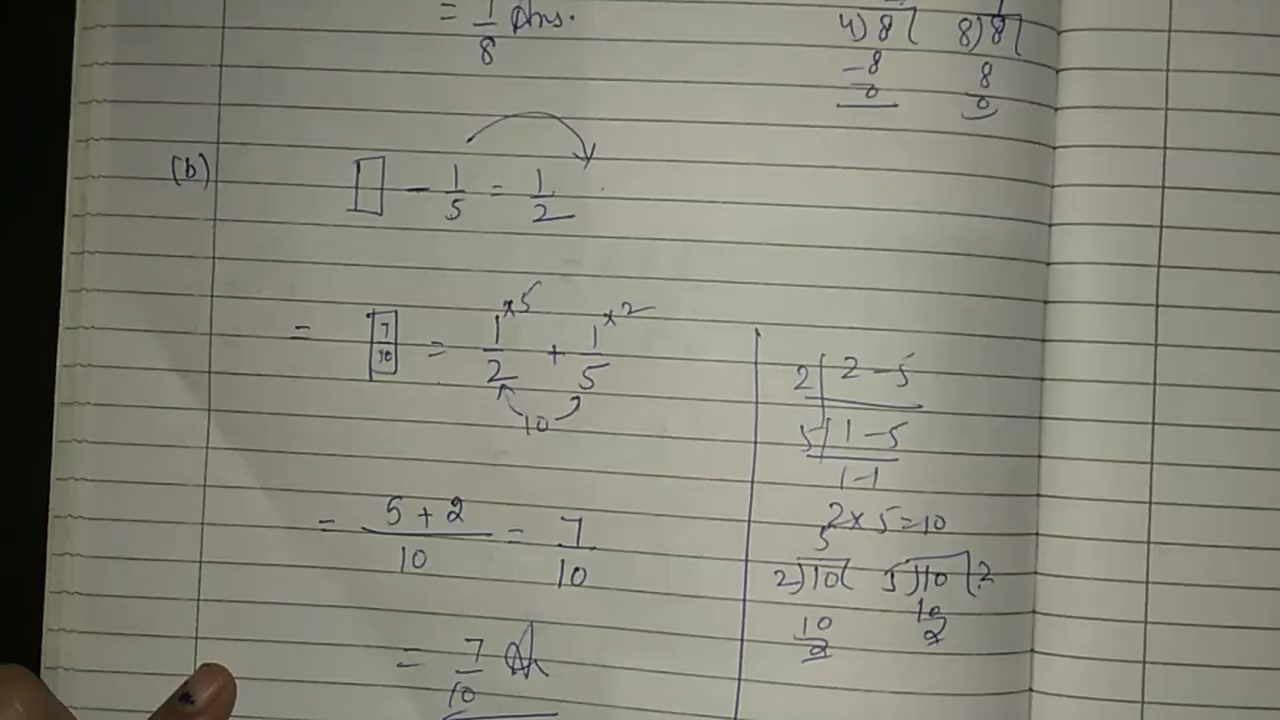 = 1/8 Ans.
4)8( 8)8(
-8 8
0 0
(b) □ - 1/5 = 1/2
= 7/10 = 1/2 ×5 + 1/5 ×2
10
2 | 2 - 5
5 | 1 - 5
1 - 1
2 × 5 = 10
= 5 + 2 / 10 = 7/10
5
2)10( 5)10(2
10 10
= 7/10